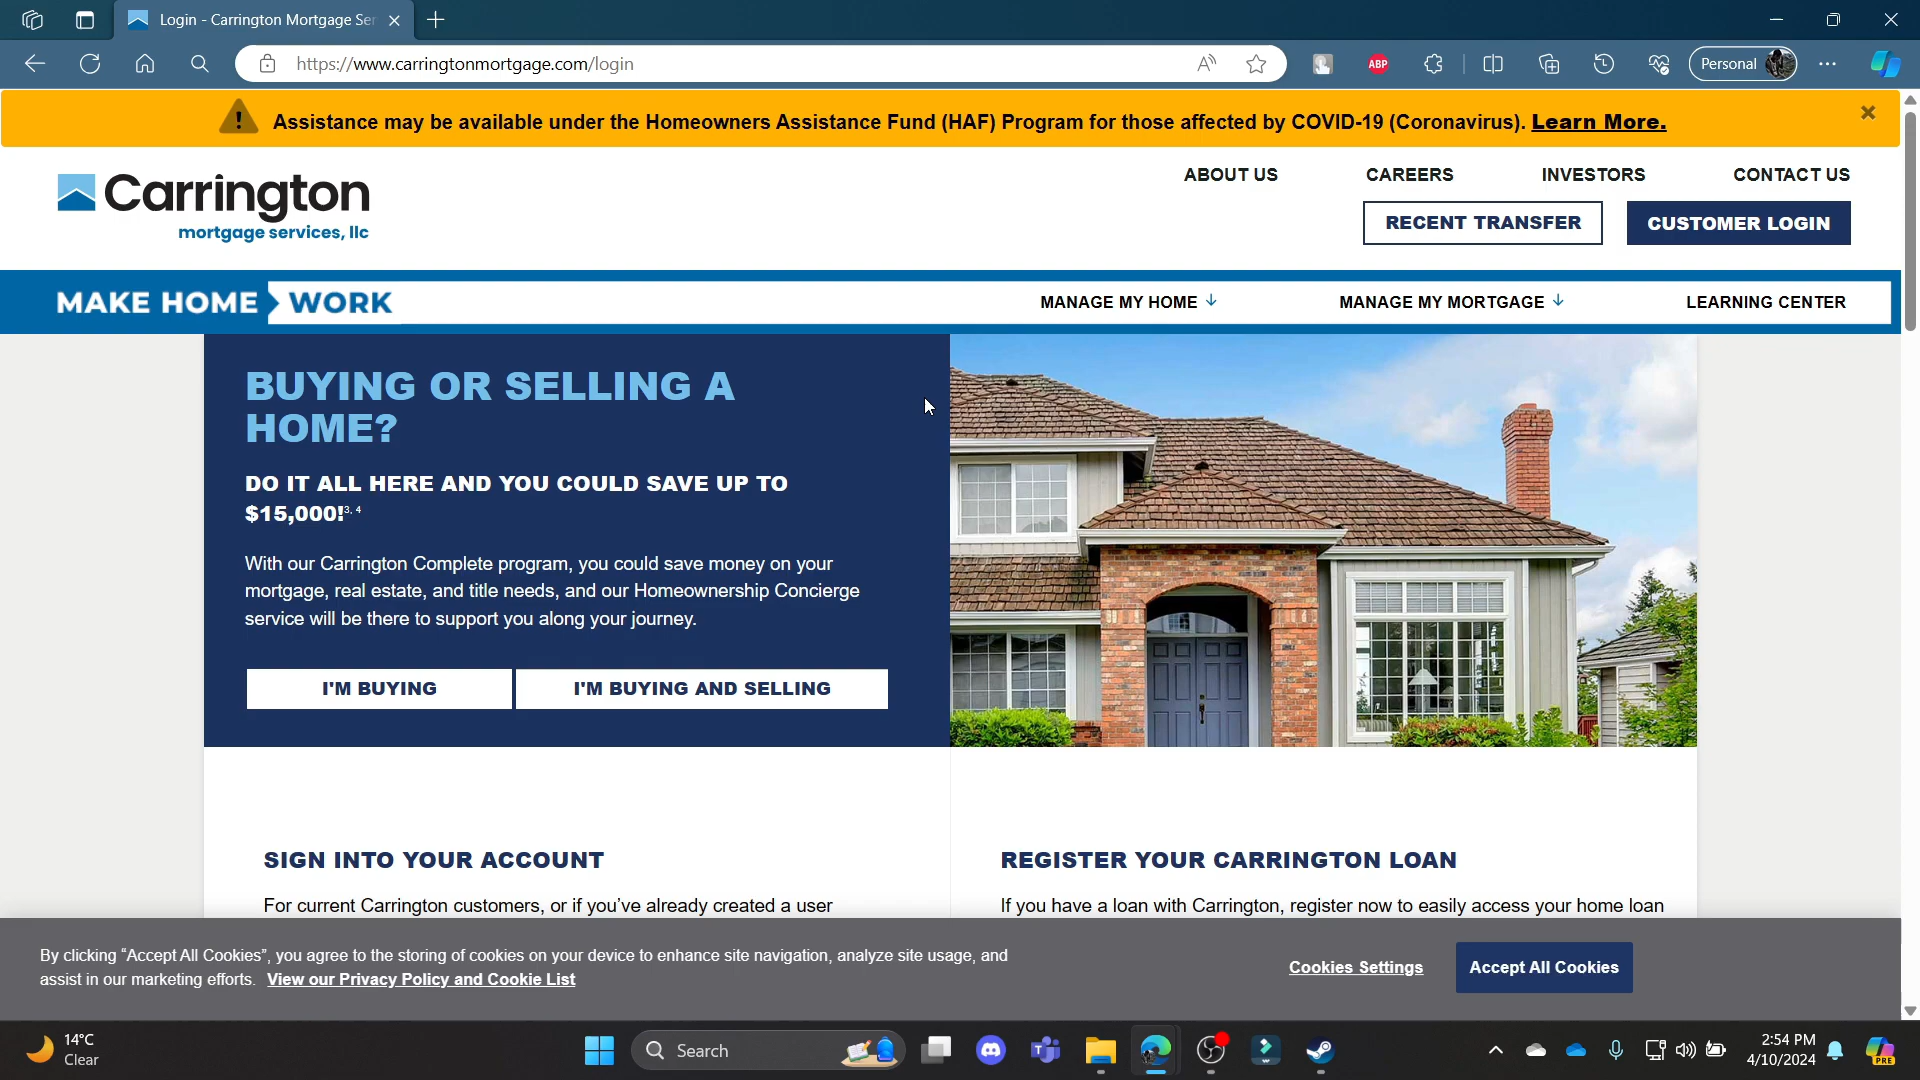 Login - Carrington Mortgage Ser
https://www.carringtonmortgage.com/login
ABP
Personal
Assistance may be available under the Homeowners Assistance Fund (HAF) Program for those affected by COVID-19 (Coronavirus). Learn More.
Carrington
mortgage services, llc
ABOUT US
CAREERS
INVESTORS
CONTACT US
RECENT TRANSFER
CUSTOMER LOGIN
MAKE HOME WORK
MANAGE MY HOME
MANAGE MY MORTGAGE
LEARNING CENTER
BUYING OR SELLING A
HOME?
DO IT ALL HERE AND YOU COULD SAVE UP TO
$15,000!3, 4
With our Carrington Complete program, you could save money on your
mortgage, real estate, and title needs, and our Homeownership Concierge
service will be there to support you along your journey.
I'M BUYING
I'M BUYING AND SELLING
SIGN INTO YOUR ACCOUNT
For current Carrington customers, or if you've already created a user
REGISTER YOUR CARRINGTON LOAN
If you have a loan with Carrington, register now to easily access your home loan
By clicking “Accept All Cookies”, you agree to the storing of cookies on your device to enhance site navigation, analyze site usage, and
assist in our marketing efforts. View our Privacy Policy and Cookie List
Cookies Settings
Accept All Cookies
14°C
Clear
Search
2:54 PM
4/10/2024
PRE